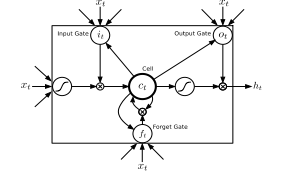 x_t x_t
Input Gate i_t Output Gate o_t
Cell
x_t c_t h_t
Forget Gate
f_t
x_t